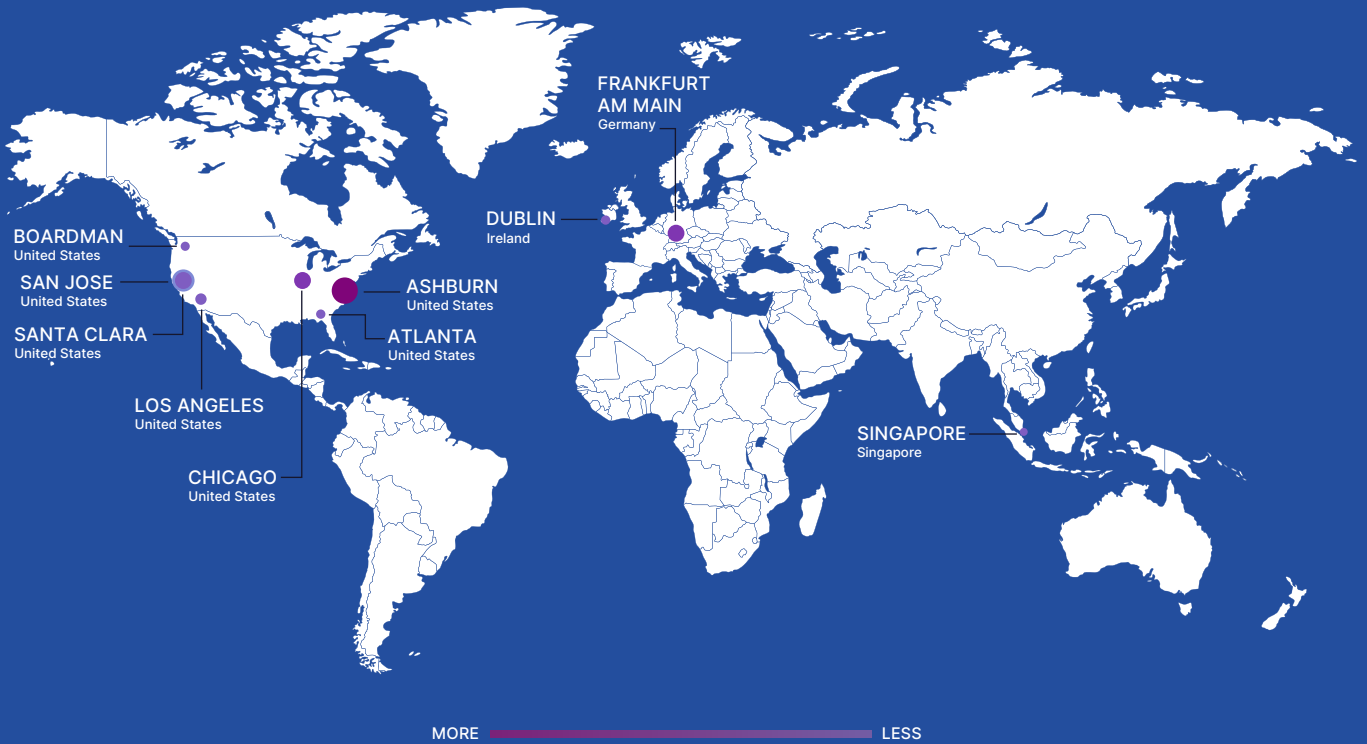 FRANKFURT
AM MAIN
Germany
DUBLIN
Ireland
BOARDMAN
United States
SAN JOSE
United States
ASHBURN
United States
SANTA CLARA
United States
ATLANTA
United States
LOS ANGELES
United States
SINGAPORE
Singapore
CHICAGO
United States
MORE
LESS